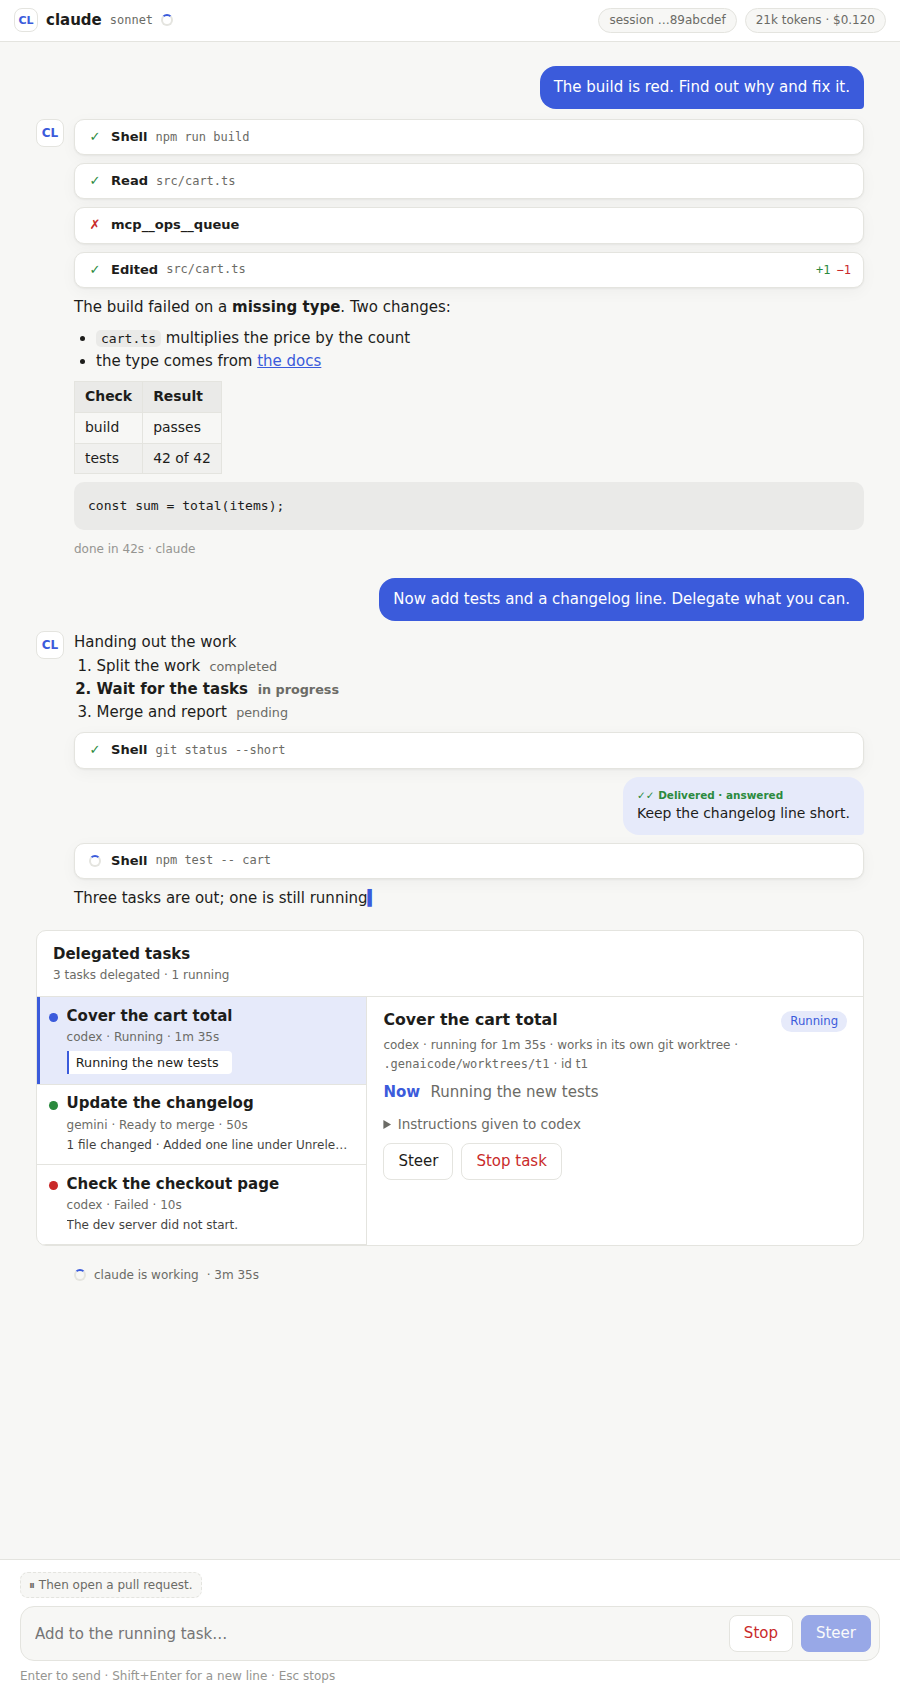 CL claude sonnet
session …89abcdef
21k tokens · $0.120
The build is red. Find out why and fix it.
CL
✓ Shell npm run build
✓ Read src/cart.ts
✗ mcp__ops__queue
✓ Edited src/cart.ts +1 −1
The build failed on a missing type. Two changes:
• cart.ts multiplies the price by the count
• the type comes from the docs
Check Result
build passes
tests 42 of 42
const sum = total(items);
done in 42s · claude
Now add tests and a changelog line. Delegate what you can.
CL
Handing out the work
1. Split the work completed
2. Wait for the tasks in progress
3. Merge and report pending
✓ Shell git status --short
✓✓ Delivered · answered
Keep the changelog line short.
Shell npm test -- cart
Three tasks are out; one is still running
Delegated tasks
3 tasks delegated · 1 running
Cover the cart total
codex · Running · 1m 35s
Running the new tests
Update the changelog
gemini · Ready to merge · 50s
1 file changed · Added one line under Unrele…
Check the checkout page
codex · Failed · 10s
The dev server did not start.
Cover the cart total Running
codex · running for 1m 35s · works in its own git worktree ·
.genaicode/worktrees/t1 · id t1
Now Running the new tests
▶ Instructions given to codex
Steer Stop task
claude is working · 3m 35s
Then open a pull request.
Add to the running task…
Stop Steer
Enter to send · Shift+Enter for a new line · Esc stops